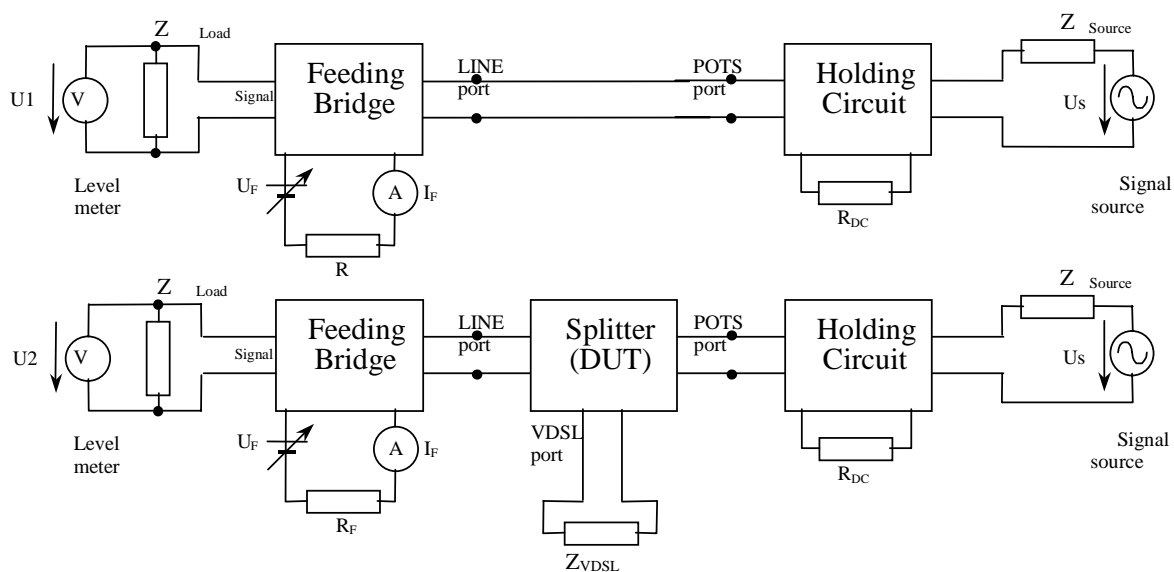 Z Load
Z Source
Feeding
Bridge
LINE
port
POTS
port
Holding
Circuit
U1
V
Signal
Us
Level
meter
UF
A
IF
RDC
Signal
source
R
Z Load
Z Source
Feeding
Bridge
LINE
port
Splitter
(DUT)
POTS
port
Holding
Circuit
U2
V
Signal
Us
Level
meter
UF
A
IF
VDSL
port
RDC
Signal
source
RF
ZVDSL